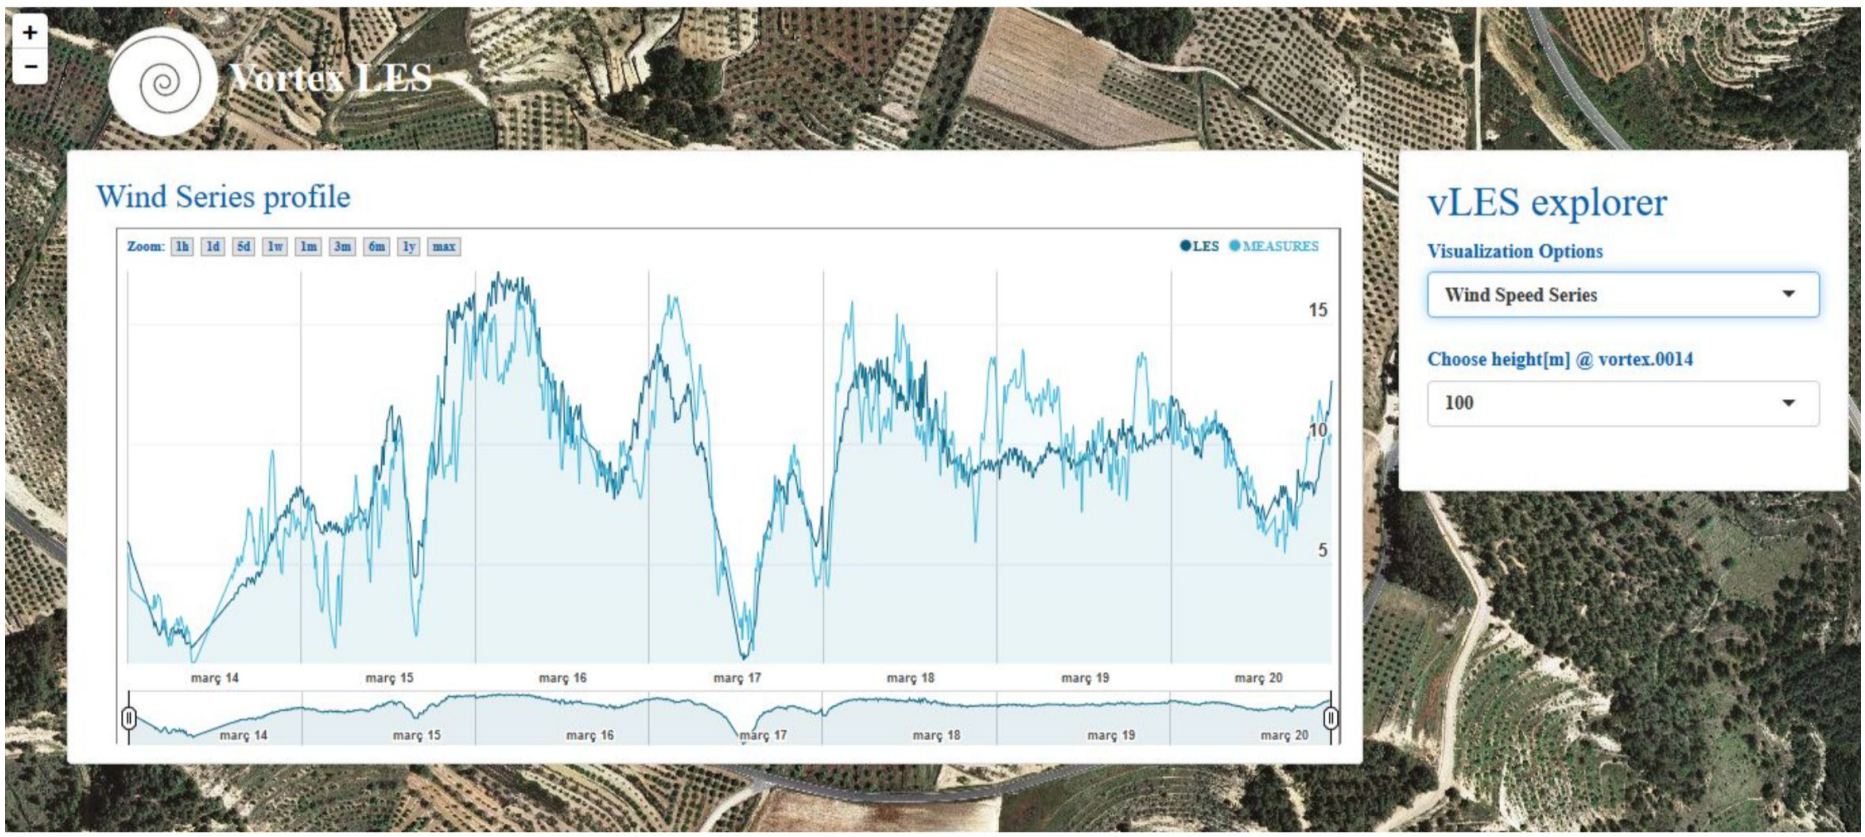 +
−
Vortex LES
Wind Series profile
Zoom: 1h 1d 5d 1w 1m 3m 6m 1y max
LES MEASURES
15
10
5
març 14 març 15 març 16 març 17 març 18 març 19 març 20
març 14 març 15 març 16 març 17 març 18 març 19 març 20
vLES explorer
Visualization Options
Wind Speed Series
Choose height[m] @ vortex.0014
100